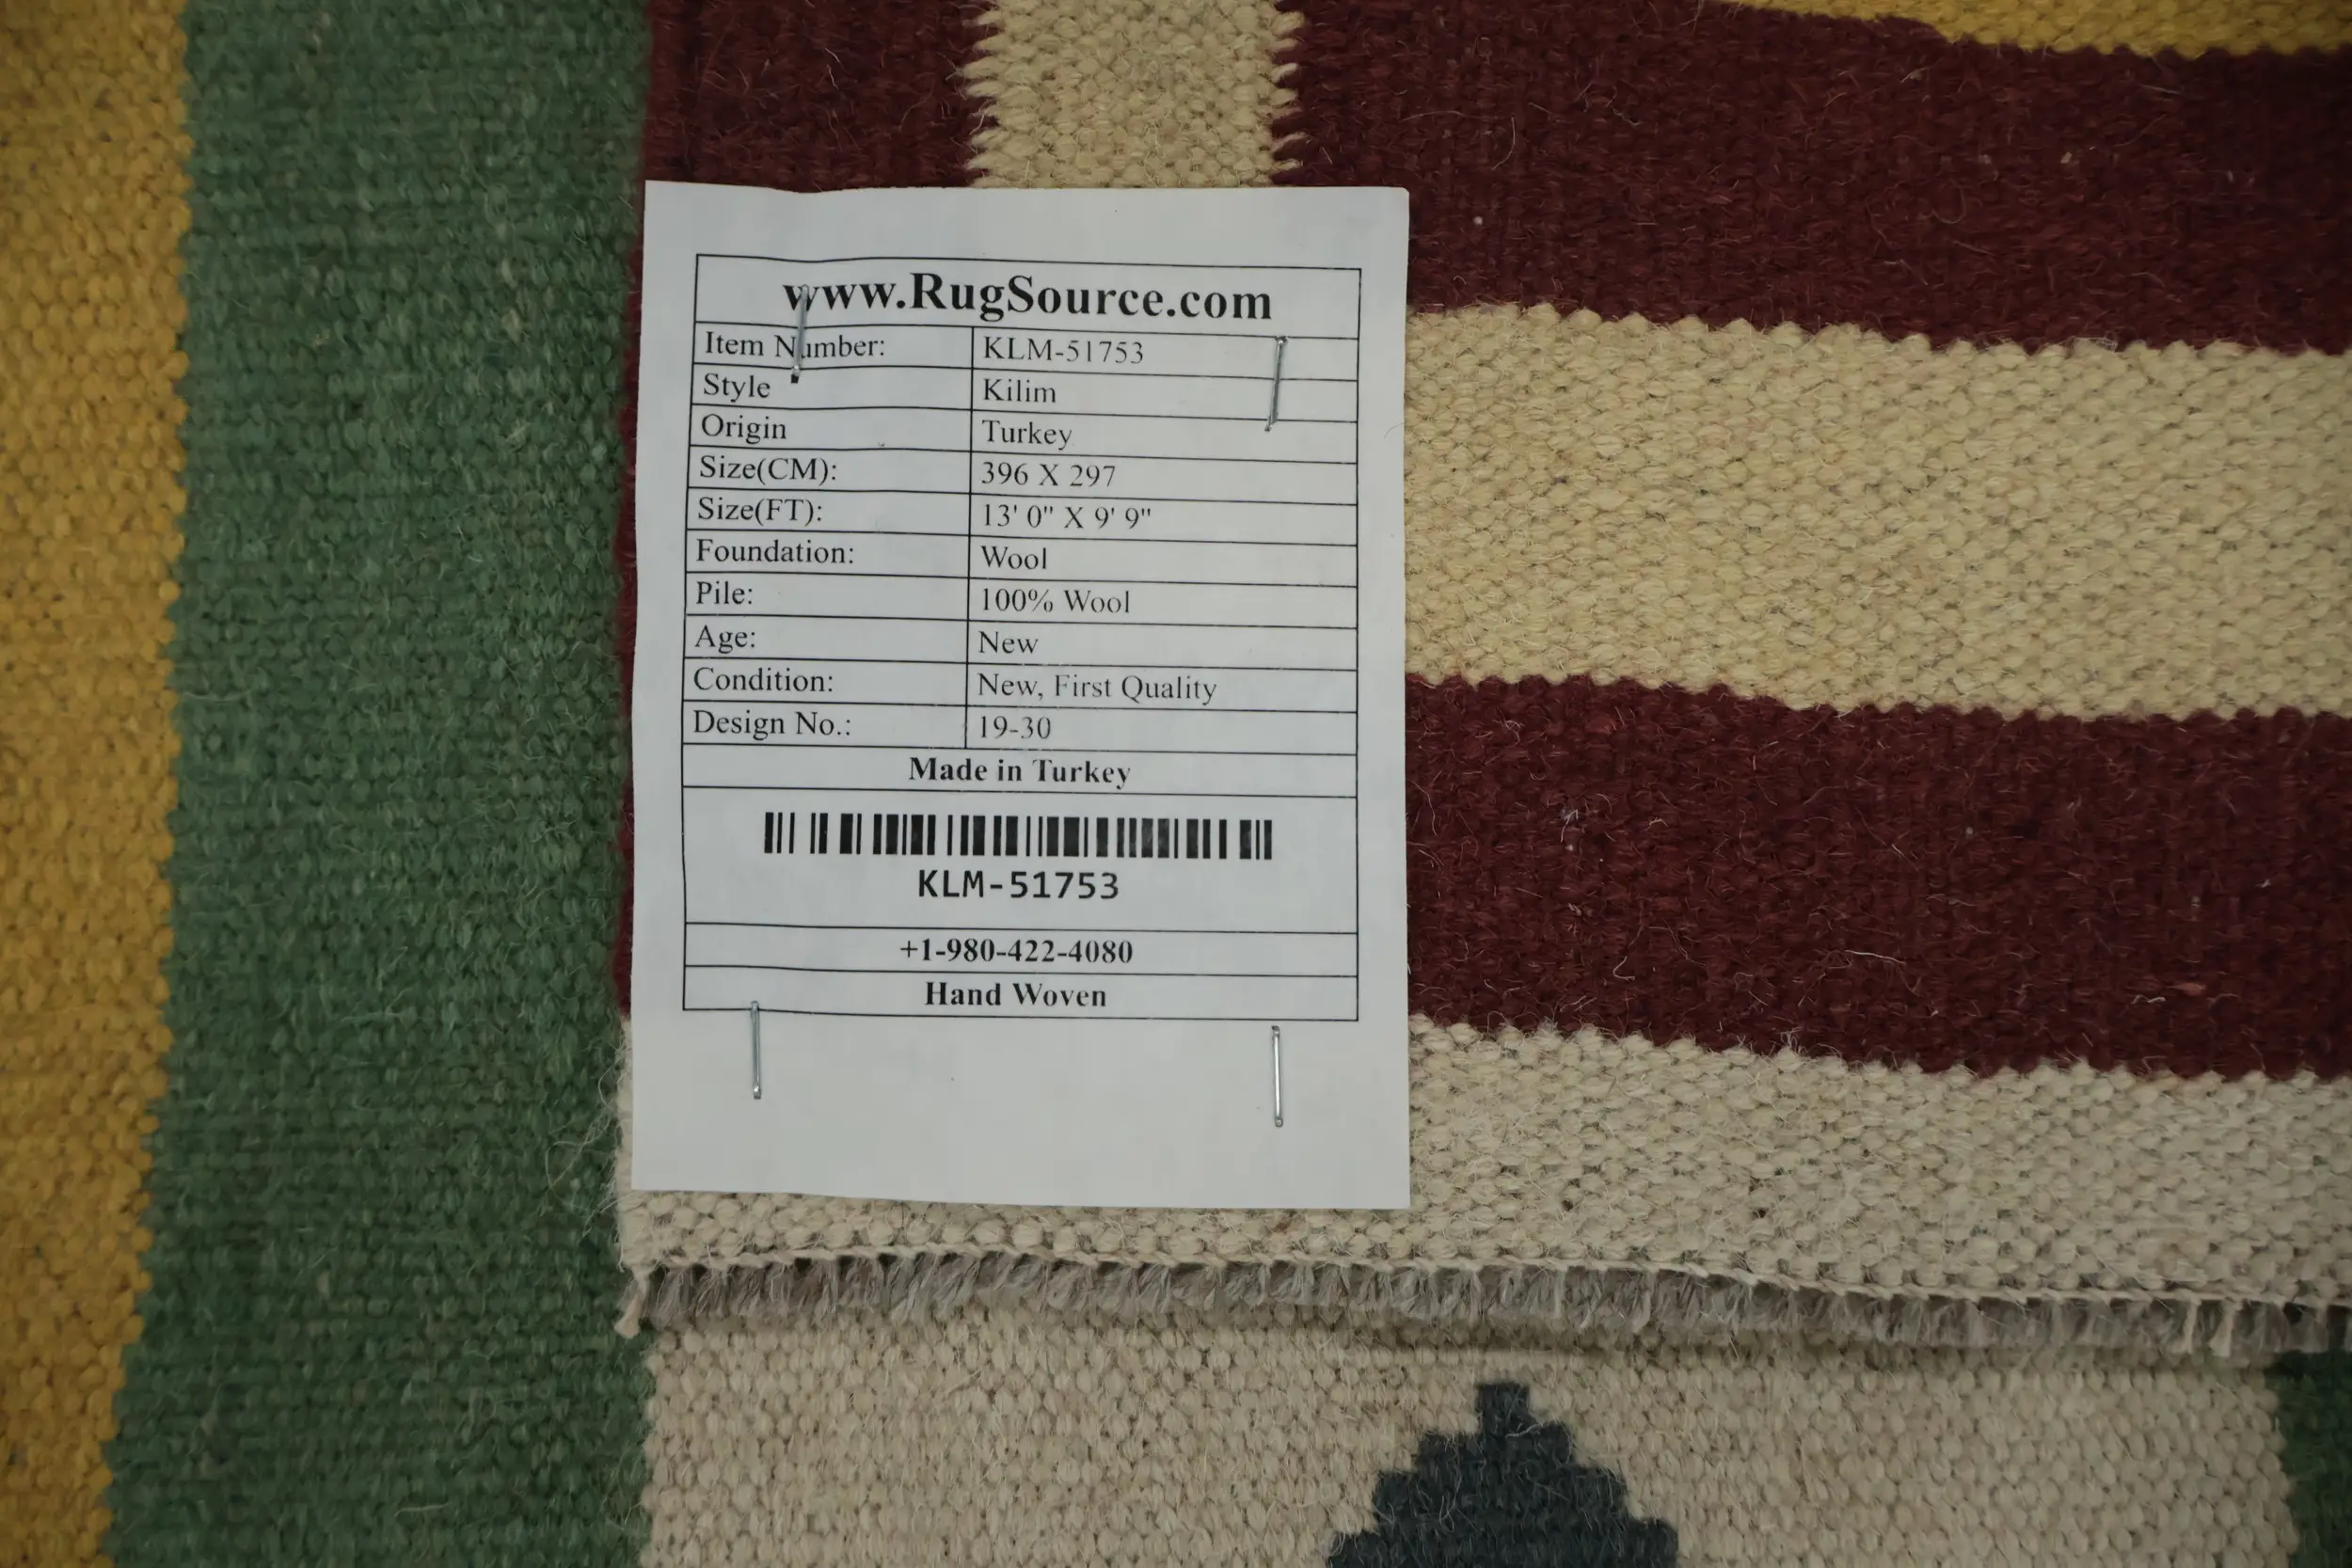 www.RugSource.com
Item Number: KLM-51753
Style Kilim
Origin Turkey
Size(CM): 396 X 297
Size(FT): 13' 0" X 9' 9"
Foundation: Wool
Pile: 100% Wool
Age: New
Condition: New, First Quality
Design No.: 19-30
Made in Turkey
KLM-51753
+1-980-422-4080
Hand Woven